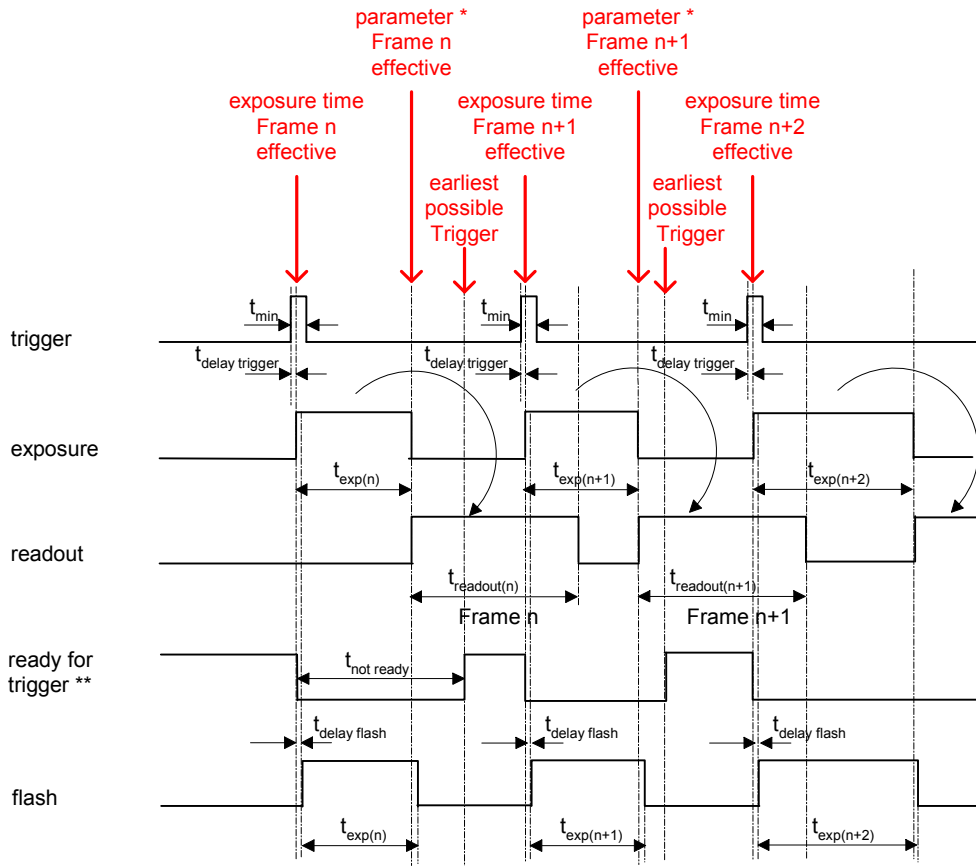 parameter *
Frame n
effective
parameter *
Frame n+1
effective
exposure time
Frame n
effective
exposure time
Frame n+1
effective
exposure time
Frame n+2
effective
earliest
possible
Trigger
earliest
possible
Trigger
trigger
tmin
tmin
tmin
tdelay trigger
tdelay trigger
tdelay trigger
exposure
texp(n)
texp(n+1)
texp(n+2)
readout
treadout(n)
treadout(n+1)
Frame n
Frame n+1
ready for
trigger **
tnot ready
tdelay flash
tdelay flash
tdelay flash
flash
texp(n)
texp(n+1)
texp(n+2)